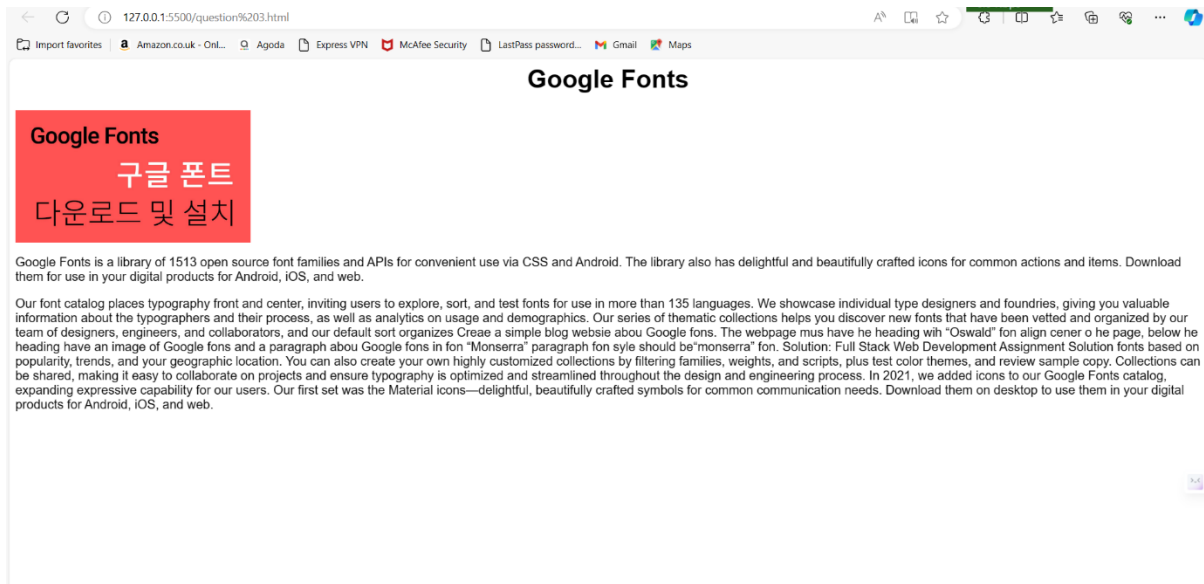 127.0.0.1:5500/question%203.html
Import favorites
Amazon.co.uk - Onl...
Agoda
Express VPN
McAfee Security
LastPass password...
Gmail
Maps
Google Fonts
Google Fonts
구글 폰트
다운로드 및 설치
Google Fonts is a library of 1513 open source font families and APIs for convenient use via CSS and Android. The library also has delightful and beautifully crafted icons for common actions and items. Download
them for use in your digital products for Android, iOS, and web.
Our font catalog places typography front and center, inviting users to explore, sort, and test fonts for use in more than 135 languages. We showcase individual type designers and foundries, giving you valuable
information about the typographers and their process, as well as analytics on usage and demographics. Our series of thematic collections helps you discover new fonts that have been vetted and organized by our
team of designers, engineers, and collaborators, and our default sort organizes Creae a simple blog websie abou Google fons. The webpage mus have he heading wih “Oswald” fon align cener o he page, below he
heading have an image of Google fons and a paragraph abou Google fons in fon “Monserra” paragraph fon syle should be“monserra” fon. Solution: Full Stack Web Development Assignment Solution fonts based on
popularity, trends, and your geographic location. You can also create your own highly customized collections by filtering families, weights, and scripts, plus test color themes, and review sample copy. Collections can
be shared, making it easy to collaborate on projects and ensure typography is optimized and streamlined throughout the design and engineering process. In 2021, we added icons to our Google Fonts catalog,
expanding expressive capability for our users. Our first set was the Material icons—delightful, beautifully crafted symbols for common communication needs. Download them on desktop to use them in your digital
products for Android, iOS, and web.